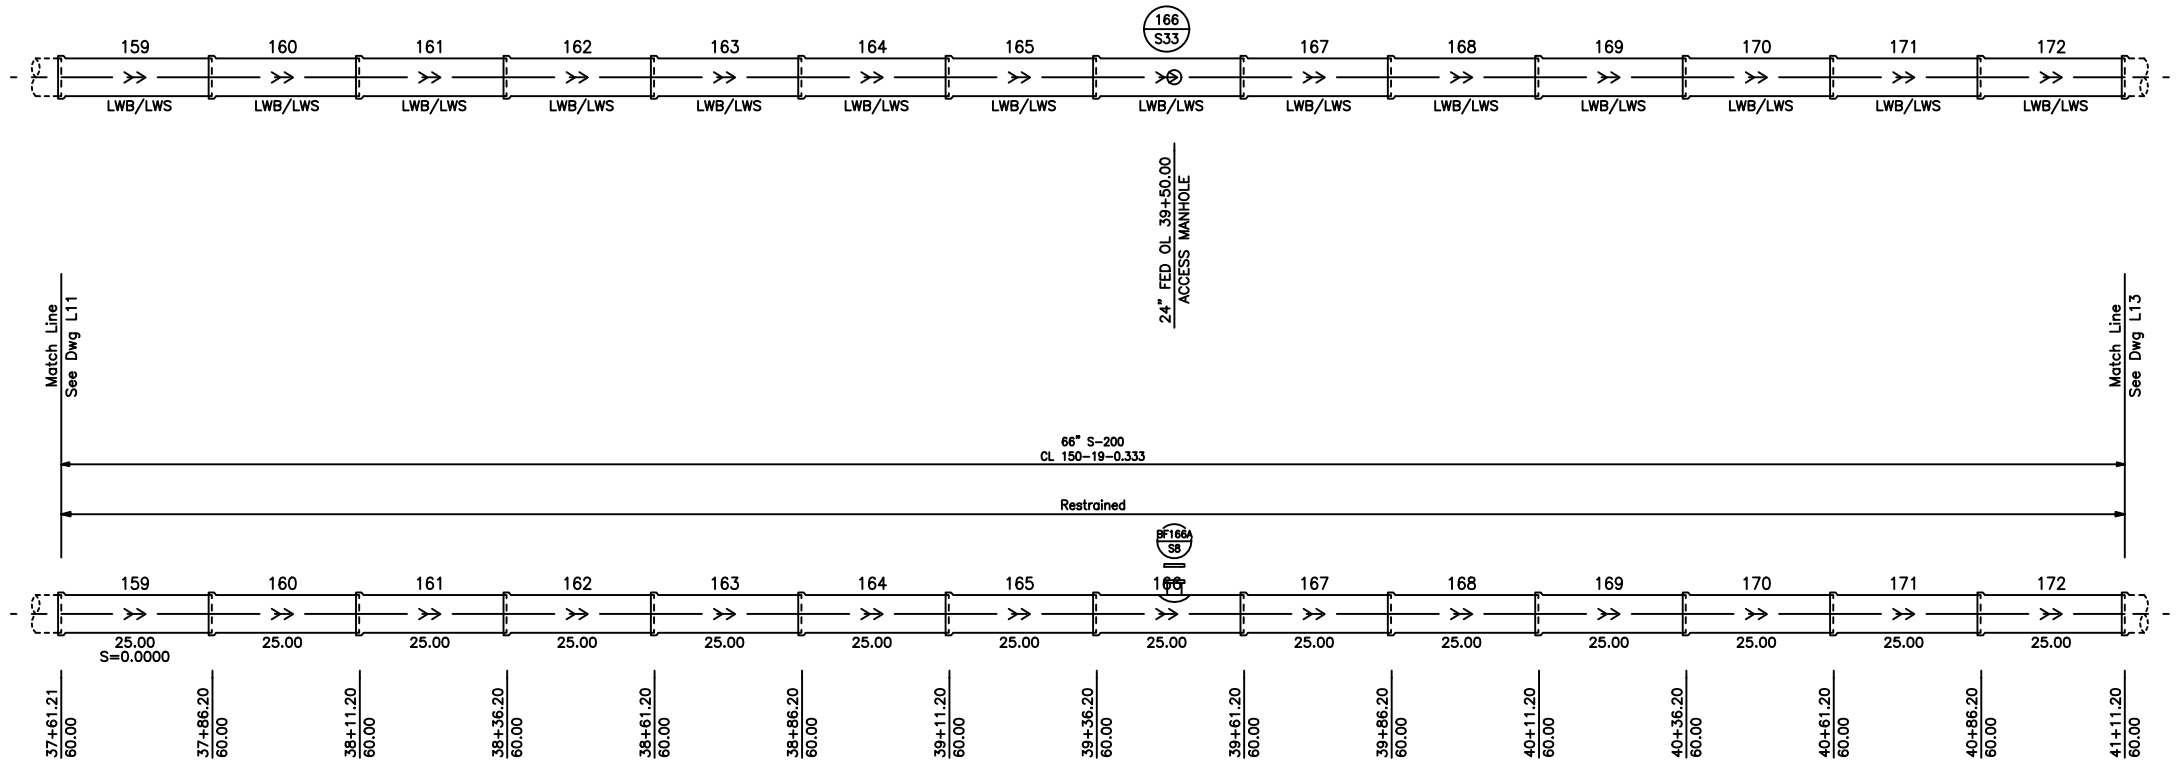 166
S33
159 160 161 162 163 164 165 167 168 169 170 171 172
LWB/LWS LWB/LWS LWB/LWS LWB/LWS LWB/LWS LWB/LWS LWB/LWS LWB/LWS LWB/LWS LWB/LWS LWB/LWS LWB/LWS LWB/LWS LWB/LWS
24" FED OL 39+50.00
ACCESS MANHOLE
Match Line
See Dwg L11
Match Line
See Dwg L13
66" S-200
CL 150-19-0.333
Restrained
BF166A
S8
159 160 161 162 163 164 165 166 167 168 169 170 171 172
25.00 25.00 25.00 25.00 25.00 25.00 25.00 25.00 25.00 25.00 25.00 25.00 25.00 25.00
S=0.0000
37+61.21
60.00
37+86.20
60.00
38+11.20
60.00
38+36.20
60.00
38+61.20
60.00
38+86.20
60.00
39+11.20
60.00
39+36.20
60.00
39+61.20
60.00
39+86.20
60.00
40+11.20
60.00
40+36.20
60.00
40+61.20
60.00
40+86.20
60.00
41+11.20
60.00